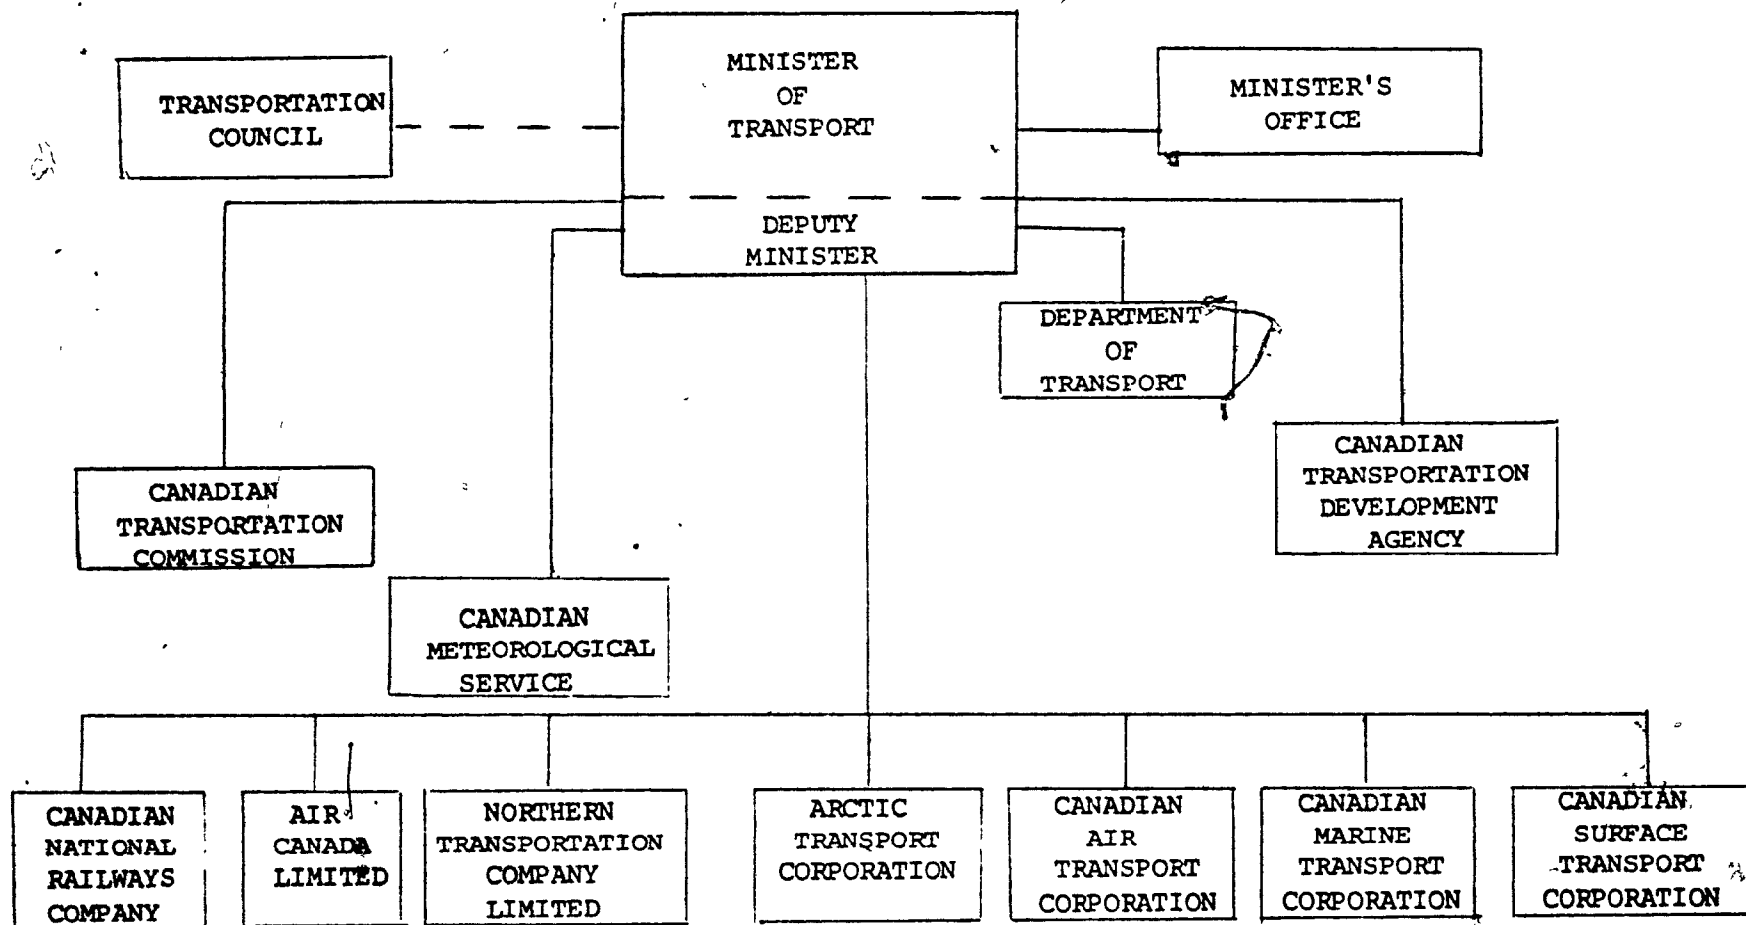 TRANSPORTATION
COUNCIL
MINISTER
OF
TRANSPORT
DEPUTY
MINISTER
MINISTER'S
OFFICE
DEPARTMENT
OF
TRANSPORT
CANADIAN
TRANSPORTATION
DEVELOPMENT
AGENCY
CANADIAN
TRANSPORTATION
COMMISSION
CANADIAN
METEOROLOGICAL
SERVICE
CANADIAN
NATIONAL
RAILWAYS
COMPANY
AIR
CANADA
LIMITED
NORTHERN
TRANSPORTATION
COMPANY
LIMITED
ARCTIC
TRANSPORT
CORPORATION
CANADIAN
AIR
TRANSPORT
CORPORATION
CANADIAN
MARINE
TRANSPORT
CORPORATION
CANADIAN
SURFACE
TRANSPORT
CORPORATION